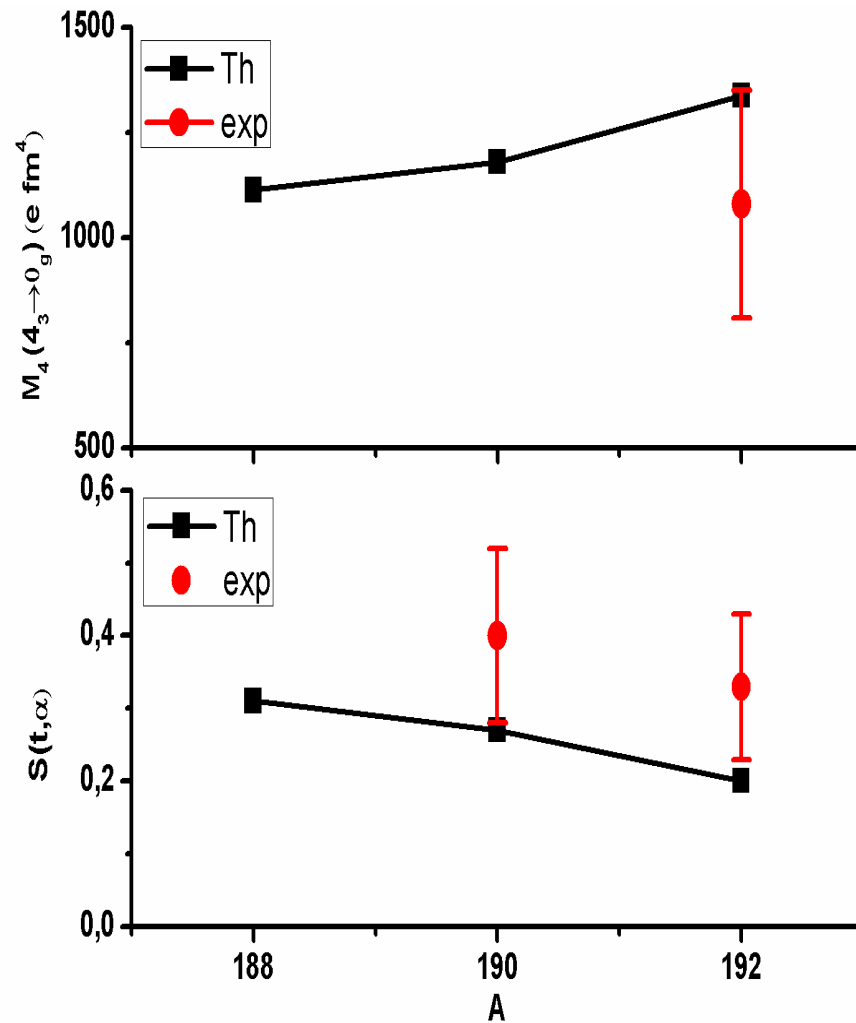 1500
1000
500
M₄(4₃→0g)(e fm⁴)
Th
exp
0,6
0,4
0,2
0,0
S(t,α)
Th
exp
188 190 192
A